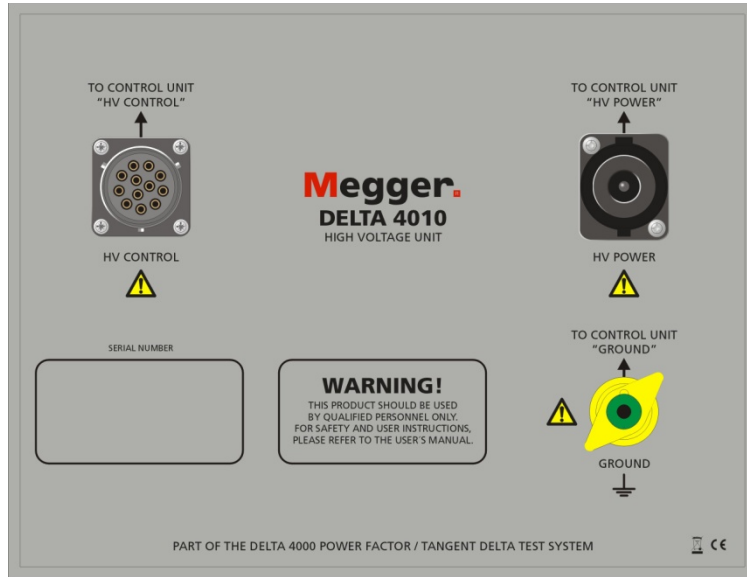 TO CONTROL UNIT
"HV CONTROL"
HV CONTROL
Megger.
DELTA 4010
HIGH VOLTAGE UNIT
TO CONTROL UNIT
"HV POWER"
HV POWER
SERIAL NUMBER
WARNING!
THIS PRODUCT SHOULD BE USED
BY QUALIFIED PERSONNEL ONLY.
FOR SAFETY AND USER INSTRUCTIONS,
PLEASE REFER TO THE USER´S MANUAL.
TO CONTROL UNIT
"GROUND"
GROUND
PART OF THE DELTA 4000 POWER FACTOR / TANGENT DELTA TEST SYSTEM
CE